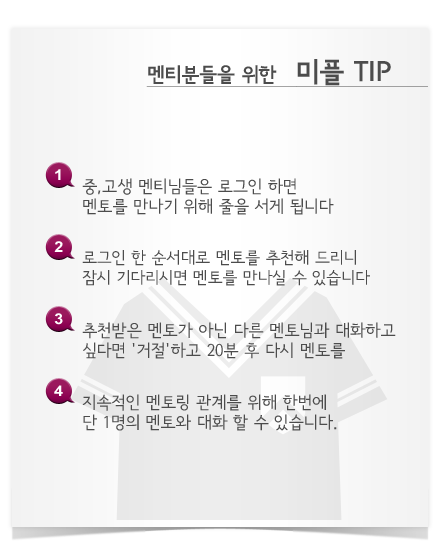 멘티분들을 위한 미플 TIP
1 중,고생 멘티님들은 로그인 하면
멘토를 만나기 위해 줄을 서게 됩니다
2 로그인 한 순서대로 멘토를 추천해 드리니
잠시 기다리시면 멘토를 만나실 수 있습니다
3 추천받은 멘토가 아닌 다른 멘토님과 대화하고
싶다면 '거절'하고 20분 후 다시 멘토를
4 지속적인 멘토링 관계를 위해 한번에
단 1명의 멘토와 대화 할 수 있습니다.